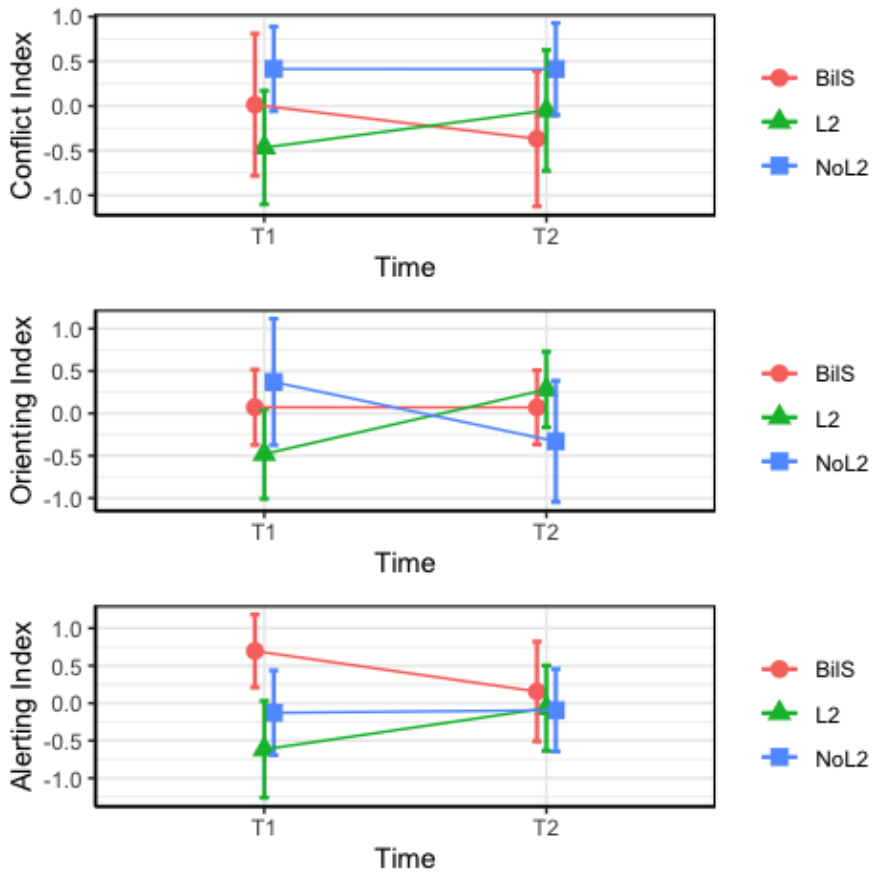 Conflict Index
1.0
0.5
0.0
-0.5
-1.0
T1 T2
Time
BilS
L2
NoL2
Orienting Index
1.0
0.5
0.0
-0.5
-1.0
T1 T2
Time
BilS
L2
NoL2
Alerting Index
1.0
0.5
0.0
-0.5
-1.0
T1 T2
Time
BilS
L2
NoL2